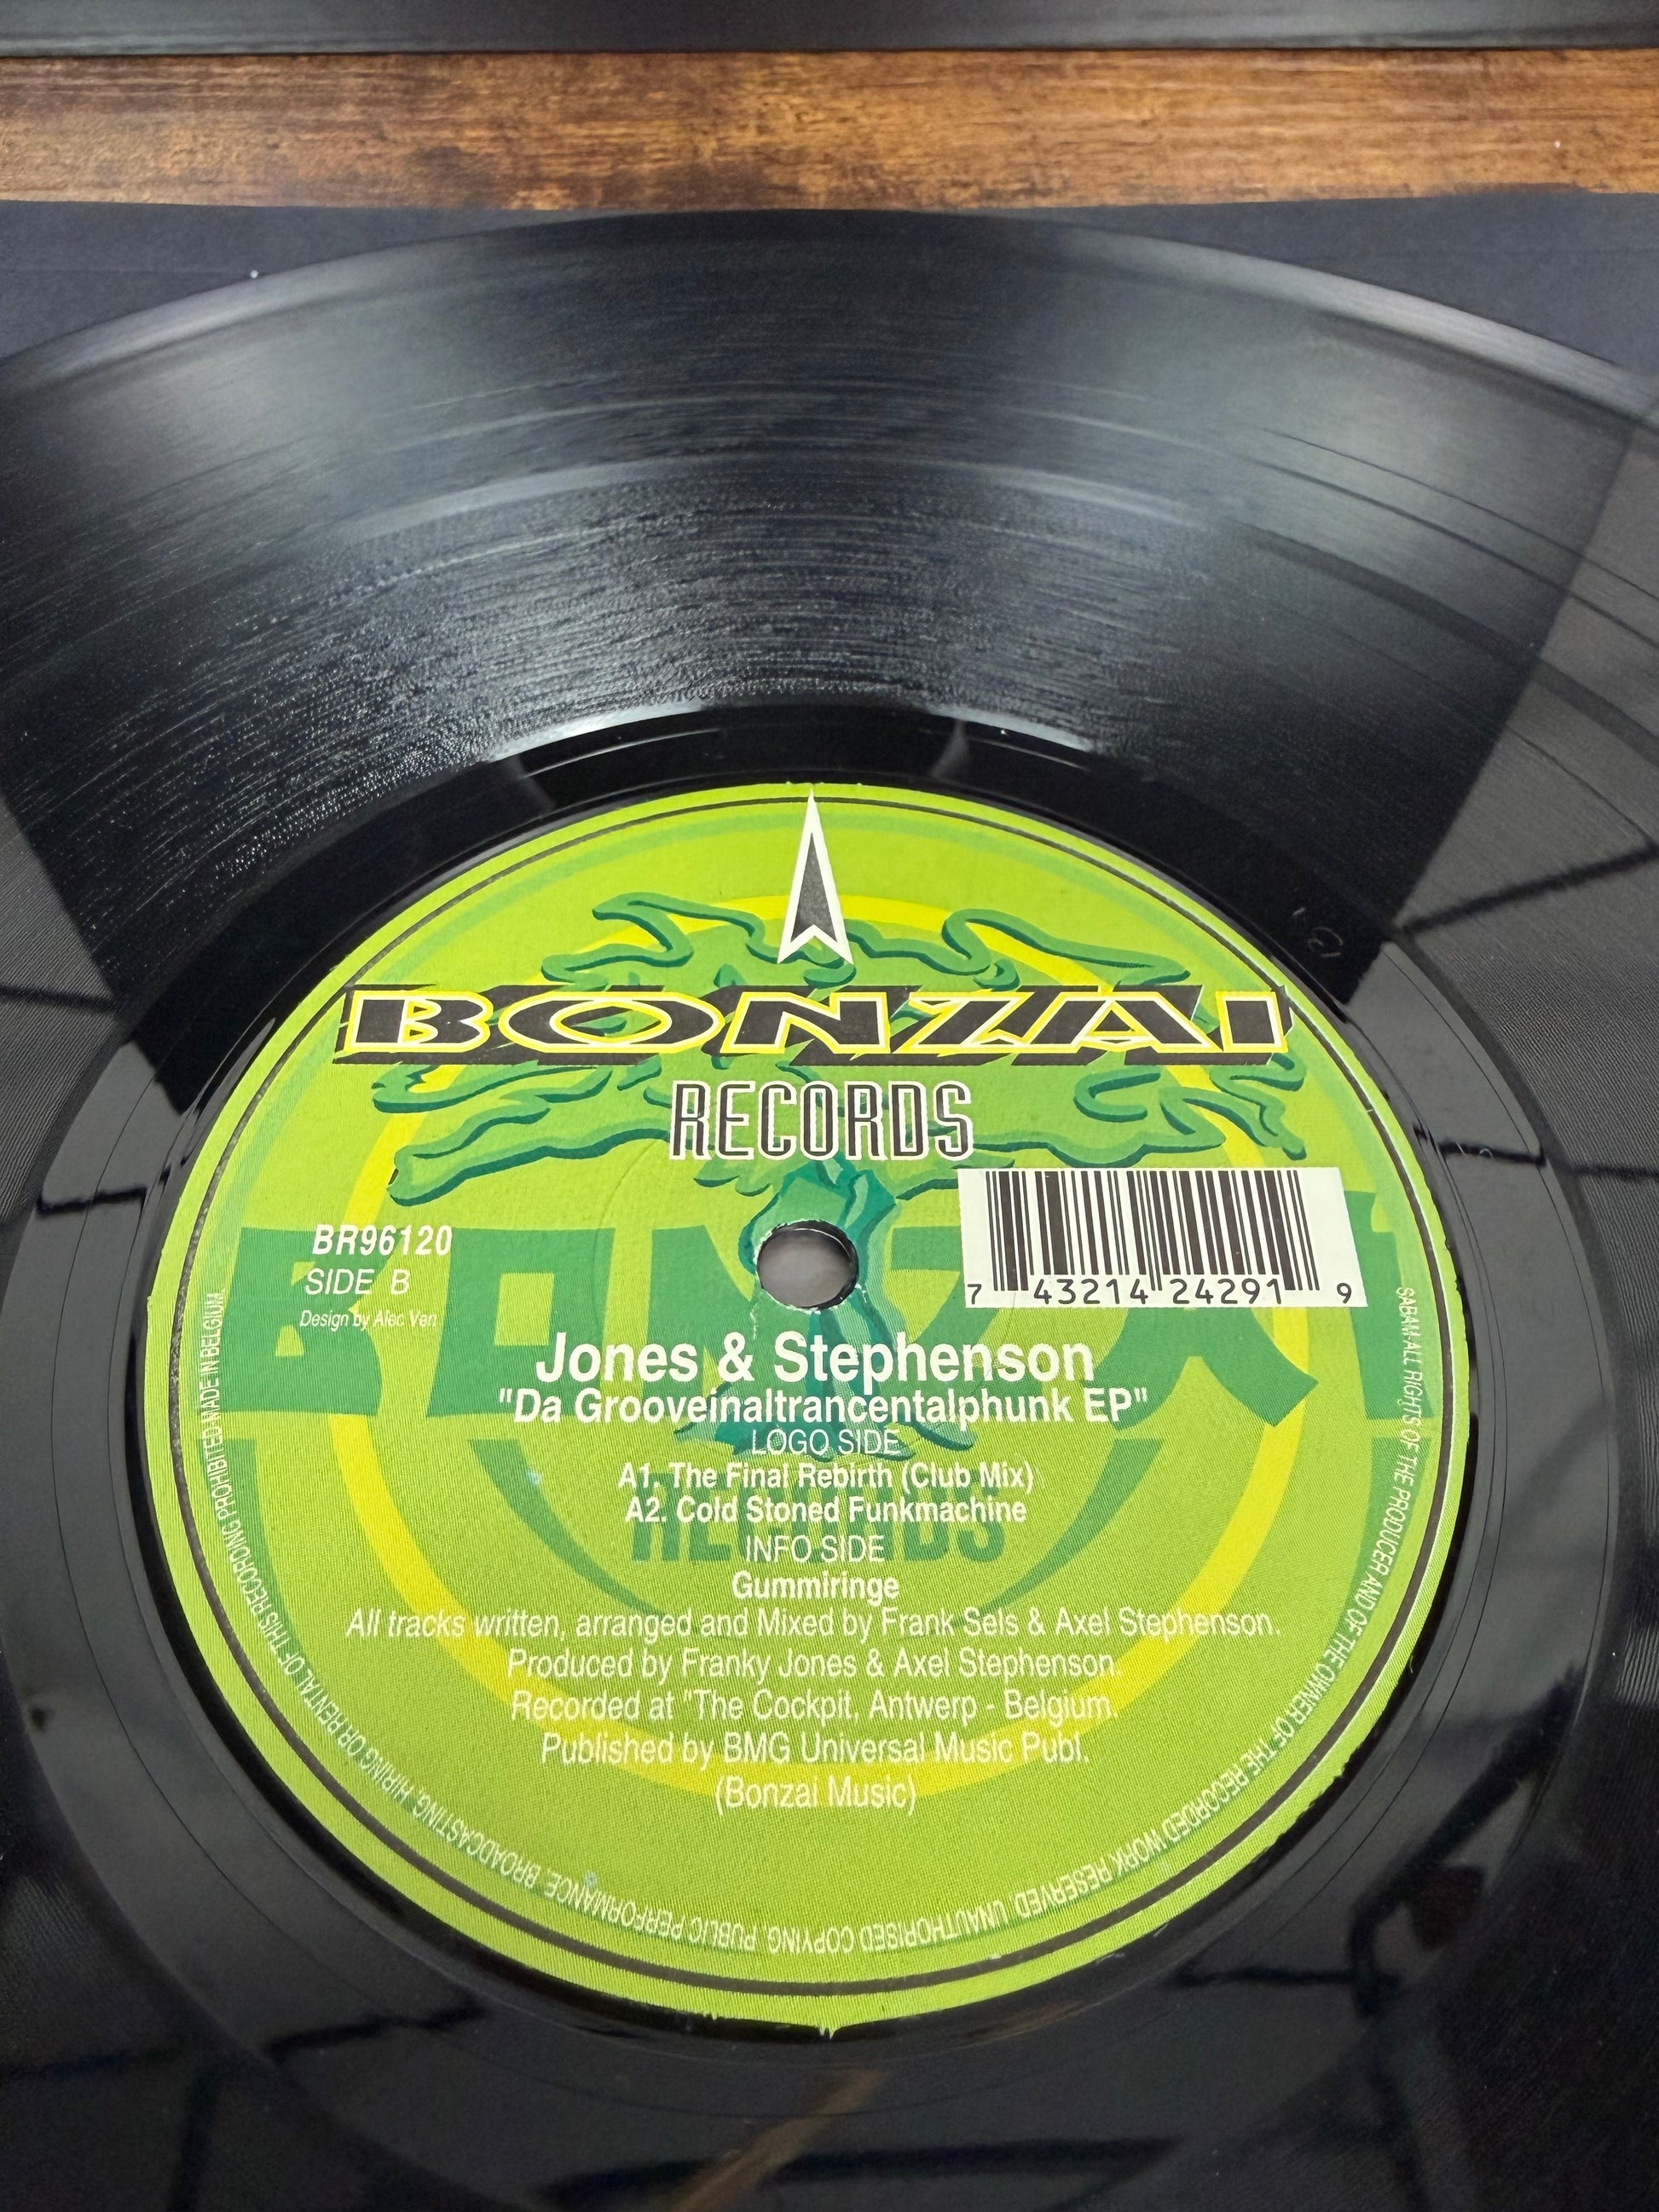 BONZAI
RECORDS
BR96120
SIDE B
Design by Alec Ven
7 43214 24291 9
BONZAI
RECORDS
Jones & Stephenson
"Da Grooveinaltrancentalphunk EP"
LOGO SIDE
A1. The Final Rebirth (Club Mix)
A2. Cold Stoned Funkmachine
INFO SIDE
Gummiringe
All tracks written, arranged and Mixed by Frank Sels & Axel Stephenson.
Produced by Franky Jones & Axel Stephenson.
Recorded at "The Cockpit, Antwerp - Belgium.
Published by BMG Universal Music Publ.
(Bonzai Music)
SABAM-ALL RIGHTS OF THE PRODUCER AND OF THE OWNER OF THE RECORDED WORK RESERVED UNAUTHORISED COPYING, PUBLIC PERFORMANCE, BROADCASTING, HIRING OR RENTAL OF THIS RECORDING PROHIBITED MADE IN BELGIUM.